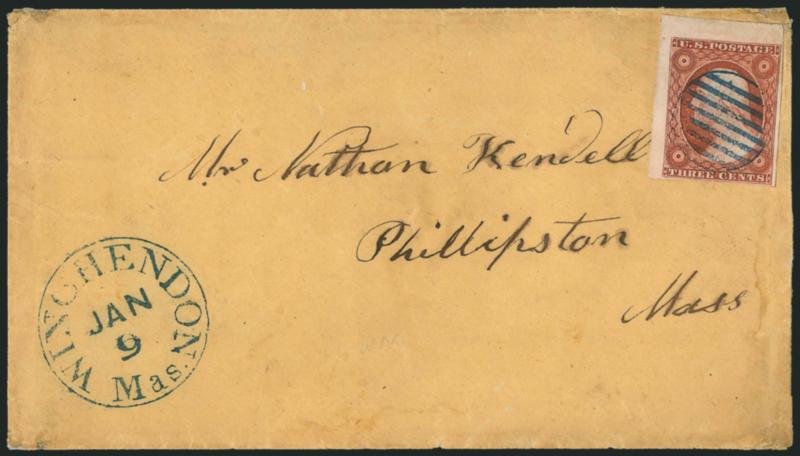 U.S. POSTAGE
THREE CENTS
Mr Nathan Kendell
Phillipston
Mass
WINCHENDON
JAN
9
Mas.